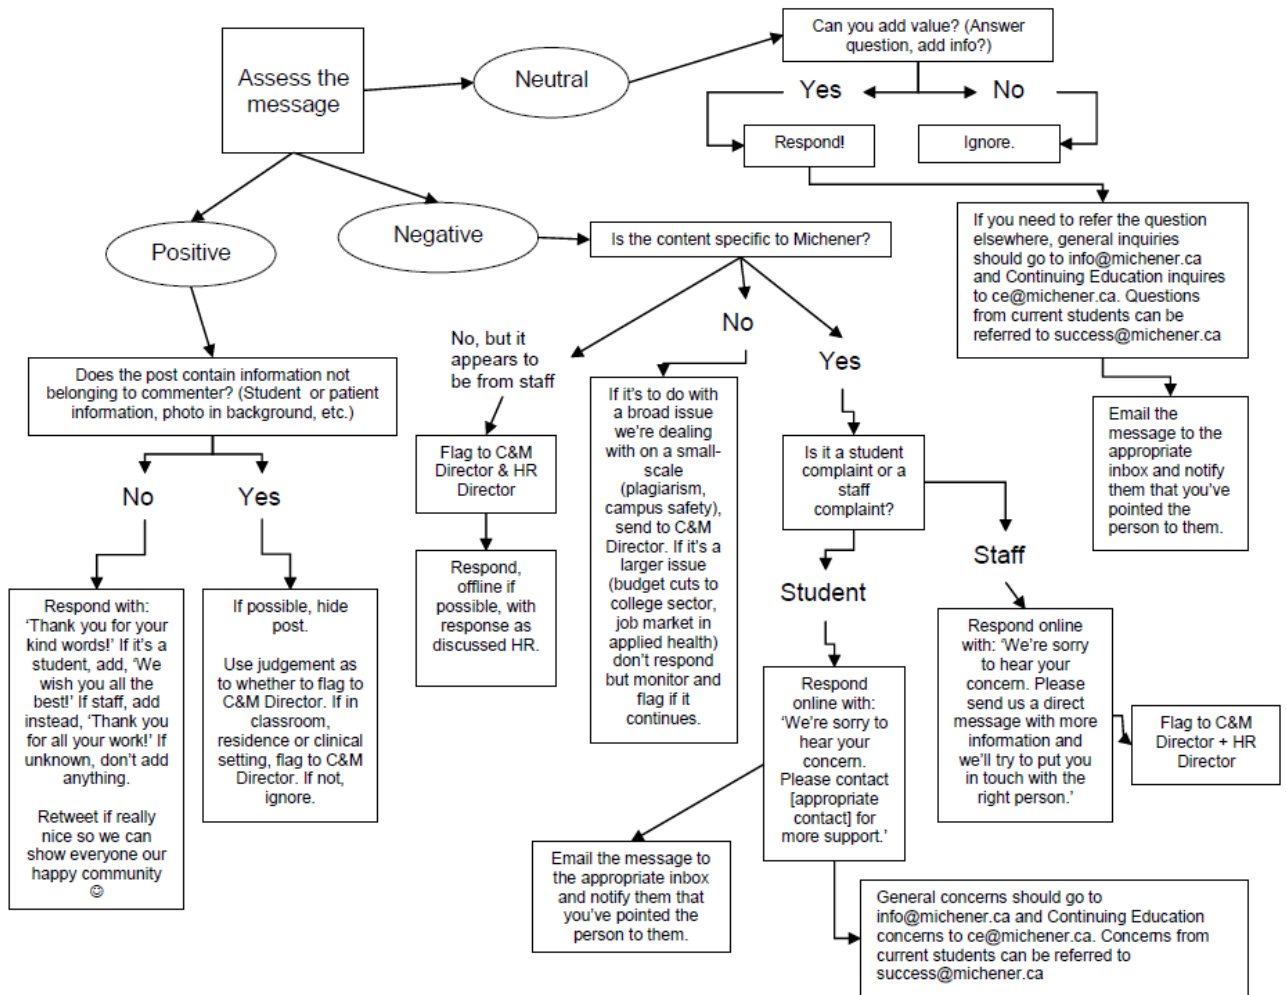 Assess the
message
Neutral
Can you add value? (Answer
question, add info?)
Yes
No
Respond!
Ignore.
If you need to refer the question
elsewhere, general inquiries
should go to info@michener.ca
and Continuing Education inquires
to ce@michener.ca. Questions
from current students can be
referred to success@michener.ca
Email the
message to the
appropriate
inbox and notify
them that you've
pointed the
person to them.
Positive
Negative
Is the content specific to Michener?
No, but it
appears to
be from staff
No
Yes
Does the post contain information not
belonging to commenter? (Student  or patient
information, photo in background, etc.)
No
Yes
Respond with:
'Thank you for your
kind words!' If it's a
student, add, 'We
wish you all the
best!' If staff, add
instead, 'Thank you
for all your work!' If
unknown, don't add
anything.
Retweet if really
nice so we can
show everyone our
happy community
☺
If possible, hide
post.
Use judgement as
to whether to flag to
C&M Director. If in
classroom,
residence or clinical
setting, flag to C&M
Director. If not,
ignore.
Flag to C&M
Director & HR
Director
Respond,
offline if
possible, with
response as
discussed HR.
If it's to do with
a broad issue
we're dealing
with on a small-
scale
(plagiarism,
campus safety),
send to C&M
Director. If it's a
larger issue
(budget cuts to
college sector,
job market in
applied health)
don't respond
but monitor and
flag if it
continues.
Is it a student
complaint or a
staff
complaint?
Student
Staff
Respond
online with:
'We're sorry to
hear your
concern.
Please contact
[appropriate
contact] for
more support.'
Respond online
with: 'We're sorry
to hear your
concern. Please
send us a direct
message with more
information and
we'll try to put you
in touch with the
right person.'
Flag to C&M
Director + HR
Director
Email the message to
the appropriate inbox
and notify them that
you've pointed the
person to them.
General concerns should go to
info@michener.ca and Continuing Education
concerns to ce@michener.ca. Concerns from
current students can be referred to
success@michener.ca